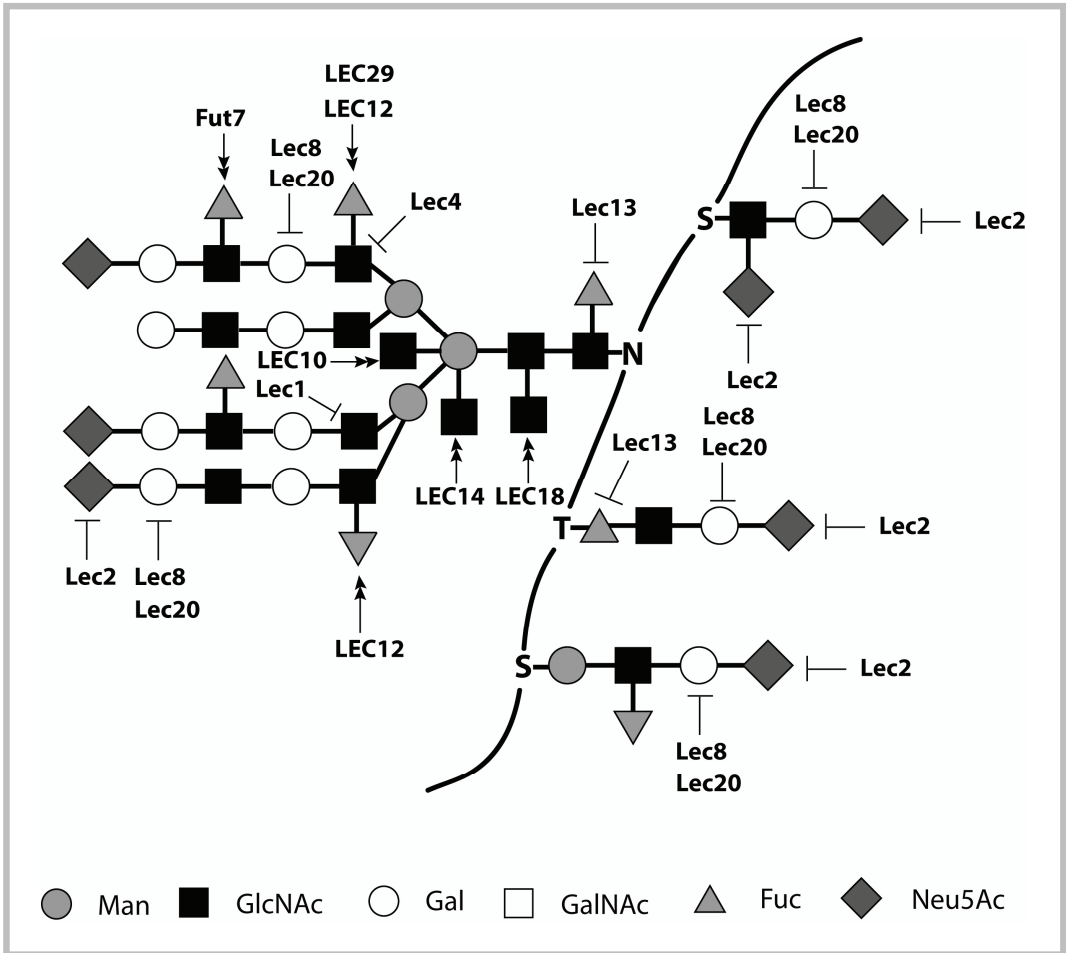 LEC29
LEC12
Fut7
Lec8
Lec20
Lec4
Lec13
Lec8
Lec20
S
Lec2
Lec2
LEC10
N
Lec1
LEC14
LEC18
Lec13
Lec8
Lec20
T
Lec2
Lec2
Lec8
Lec20
LEC12
S
Lec2
Lec8
Lec20
Man
GlcNAc
Gal
GalNAc
Fuc
Neu5Ac